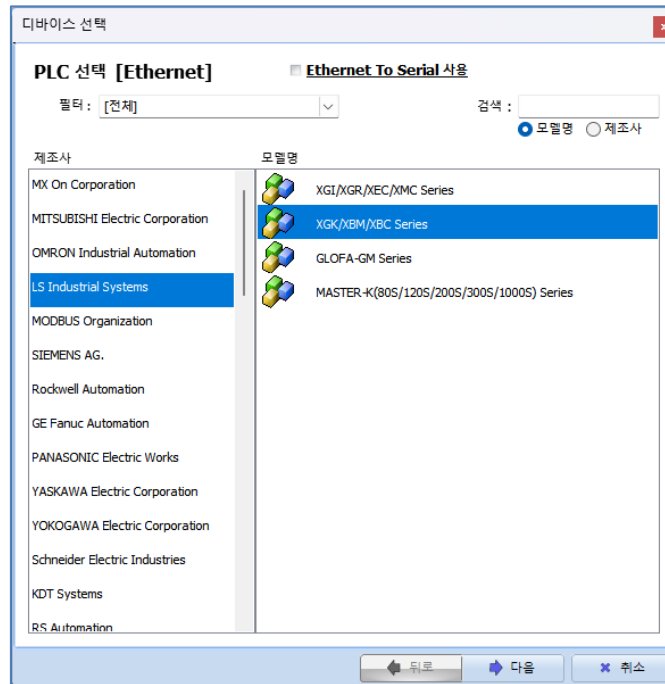 디바이스 선택
PLC 선택 [Ethernet]
Ethernet To Serial 사용
필터 : [전체]
검색 :
모델명 제조사
제조사
모델명
MX On Corporation
MITSUBISHI Electric Corporation
OMRON Industrial Automation
LS Industrial Systems
MODBUS Organization
SIEMENS AG.
Rockwell Automation
GE Fanuc Automation
PANASONIC Electric Works
YASKAWA Electric Corporation
YOKOGAWA Electric Corporation
Schneider Electric Industries
KDT Systems
RS Automation
XGI/XGR/XEC/XMC Series
XGK/XBM/XBC Series
GLOFA-GM Series
MASTER-K(80S/120S/200S/300S/1000S) Series
뒤로
다음
취소